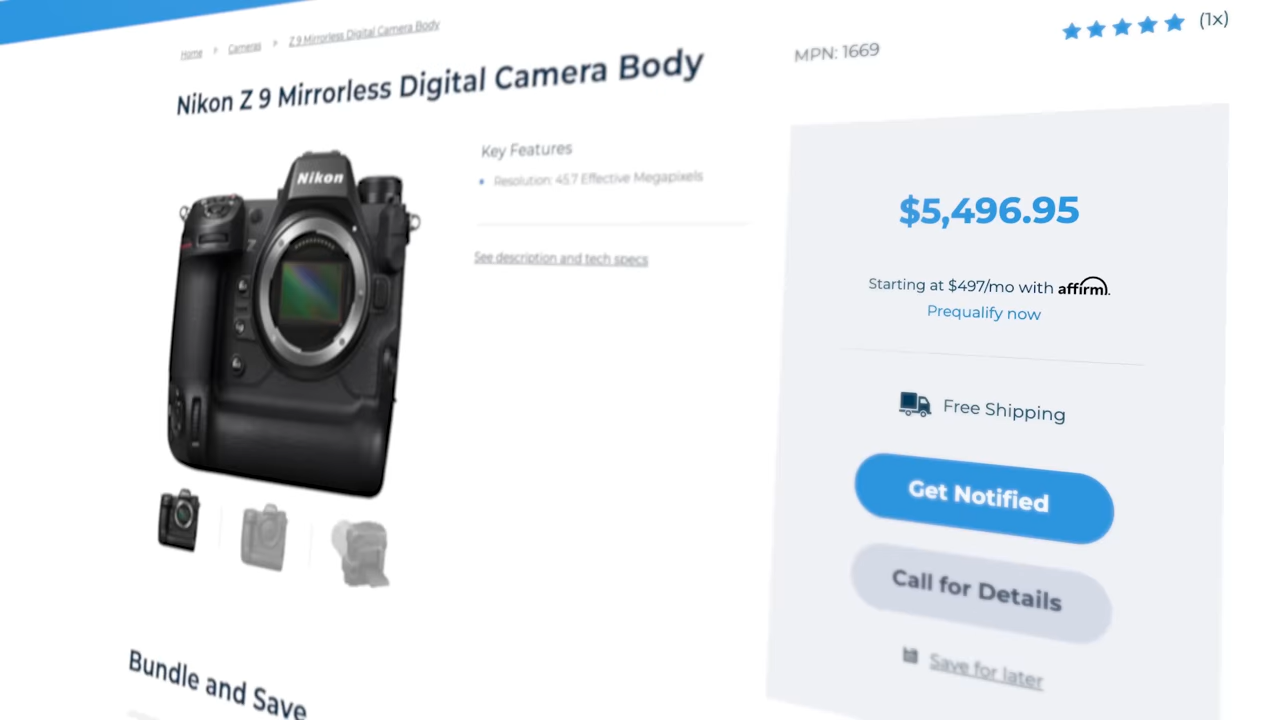 Home > Cameras > Z 9 Mirrorless Digital Camera Body
Nikon Z 9 Mirrorless Digital Camera Body
MPN: 1669
(1x)
Nikon
Z
Key Features
• Resolution: 45.7 Effective Megapixels
See description and tech specs
$5,496.95
Starting at $497/mo with affirm.
Prequalify now
Free Shipping
Get Notified
Call for Details
Save for later
Bundle and Save